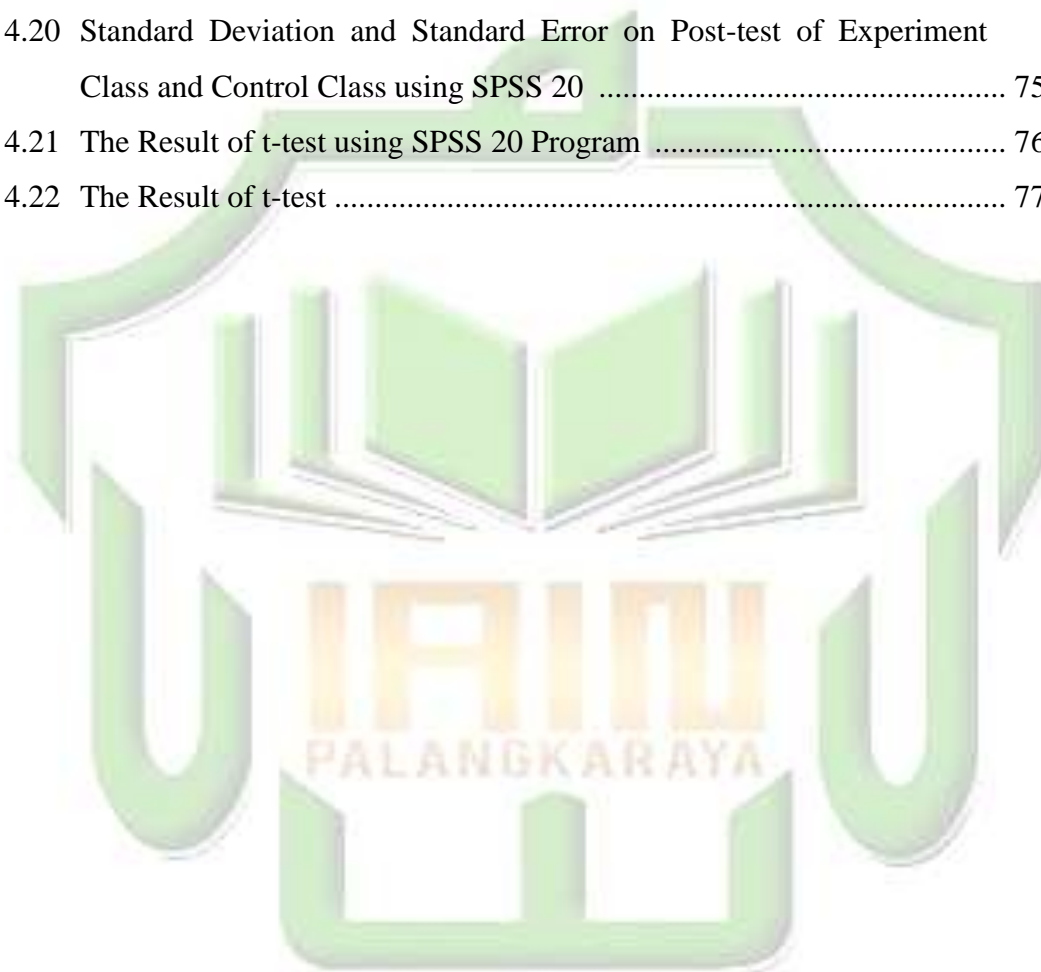 4.20 Standard Deviation and Standard Error on Post-test of Experiment
Class and Control Class using SPSS 20 .......................................................... 75
4.21 The Result of t-test using SPSS 20 Program .................................................. 76
4.22 The Result of t-test ................................................................................................ 77
IAIN
PALANGKARAYA